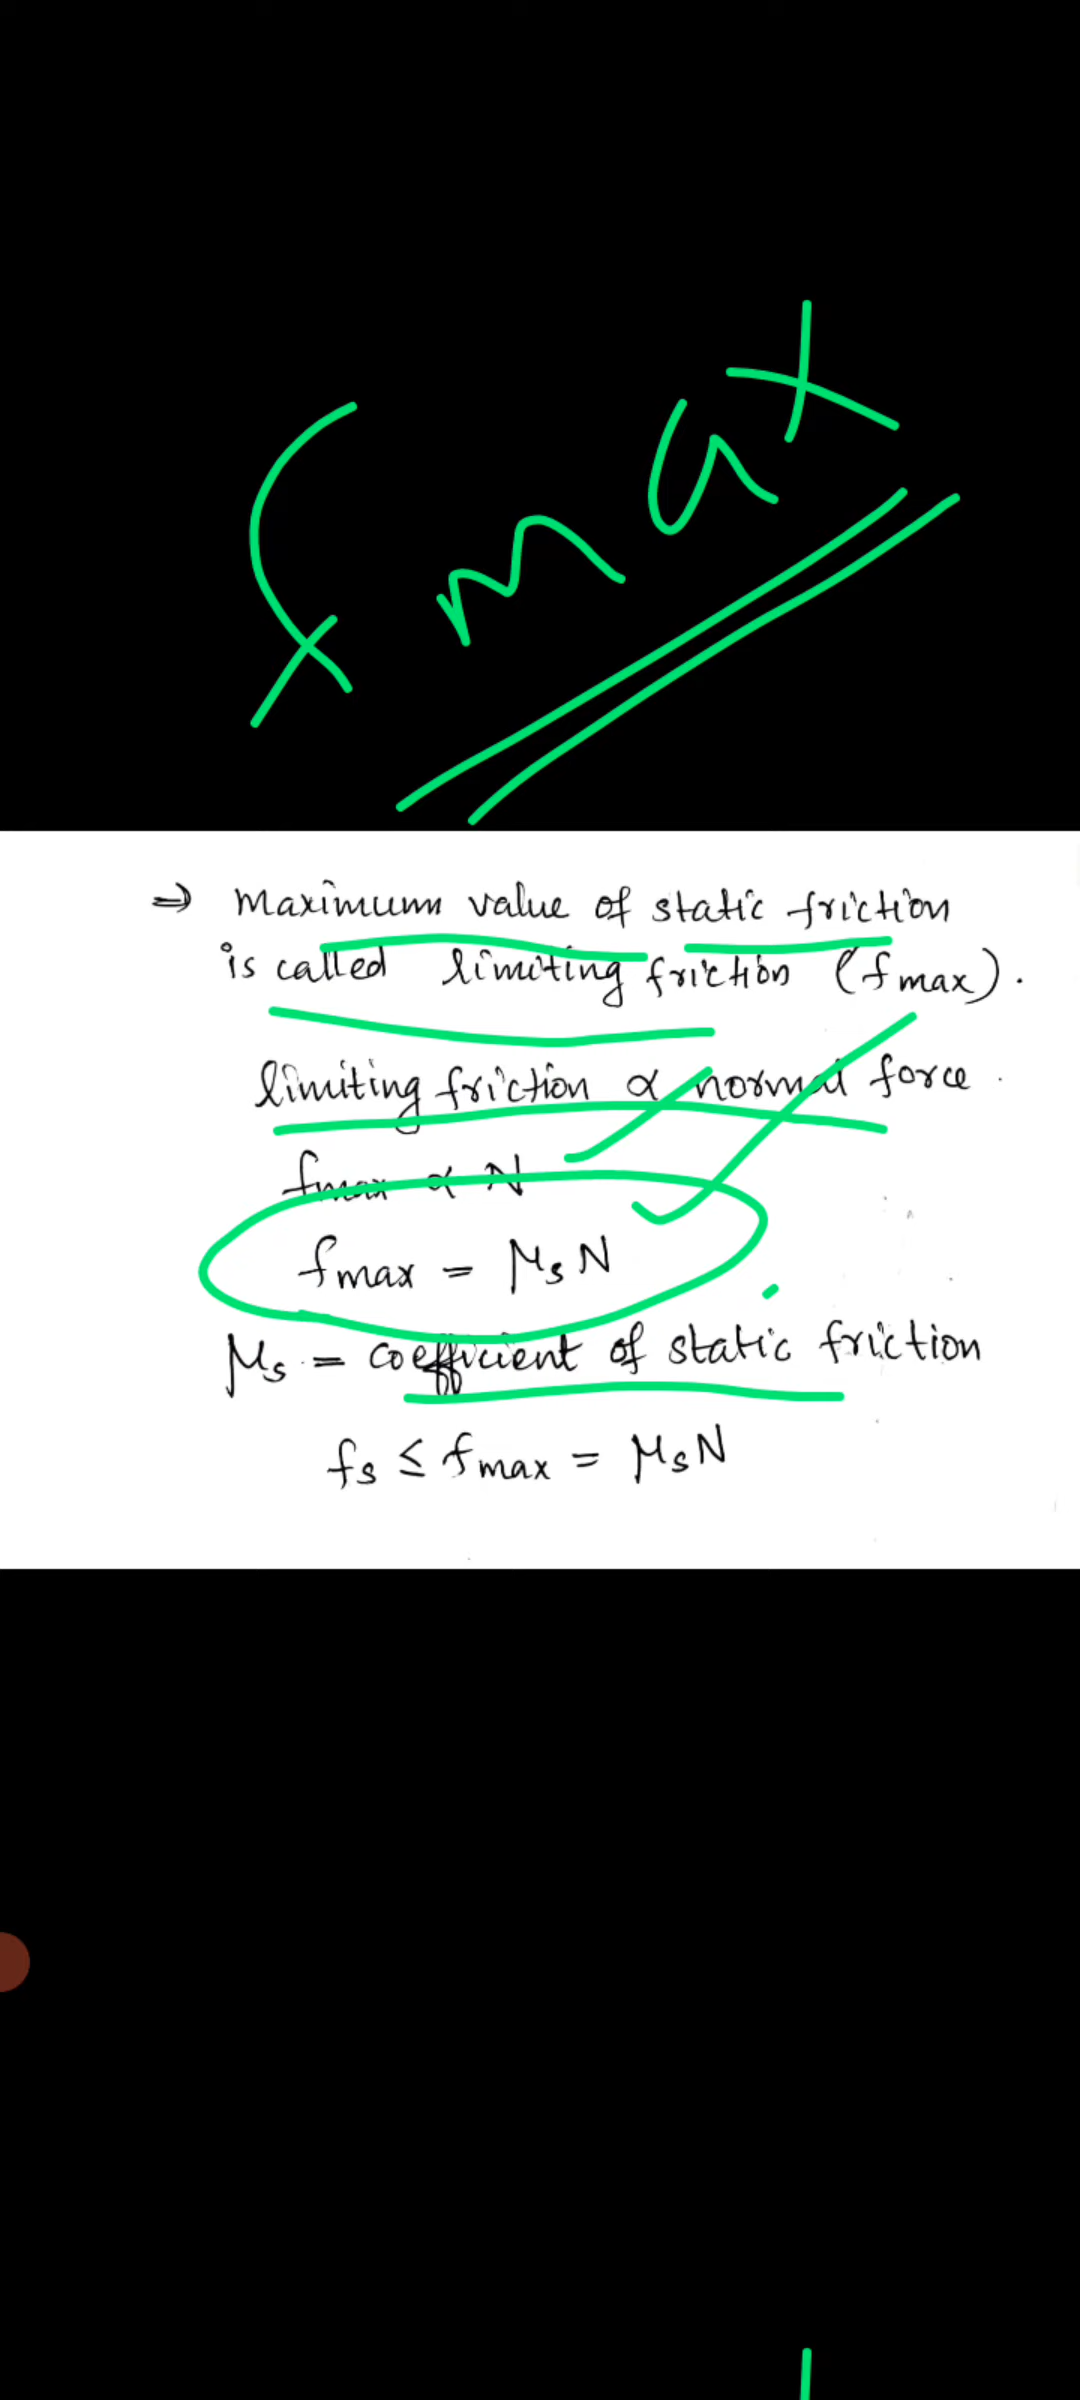 fmax
⇒ Maximum value of static friction
is called limiting friction (fmax).
limiting friction α normal force.
fmax α N
fmax = μs N
μs = coefficient of static friction
fs ≤ fmax = μs N